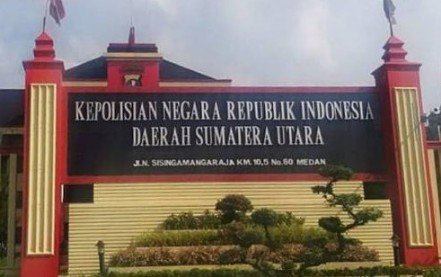 KEPOLISIAN NEGARA REPUBLIK INDONESIA
DAERAH SUMATERA UTARA
JLN. SISINGAMANGARAJA KM. 10,5 No. 60 MEDAN